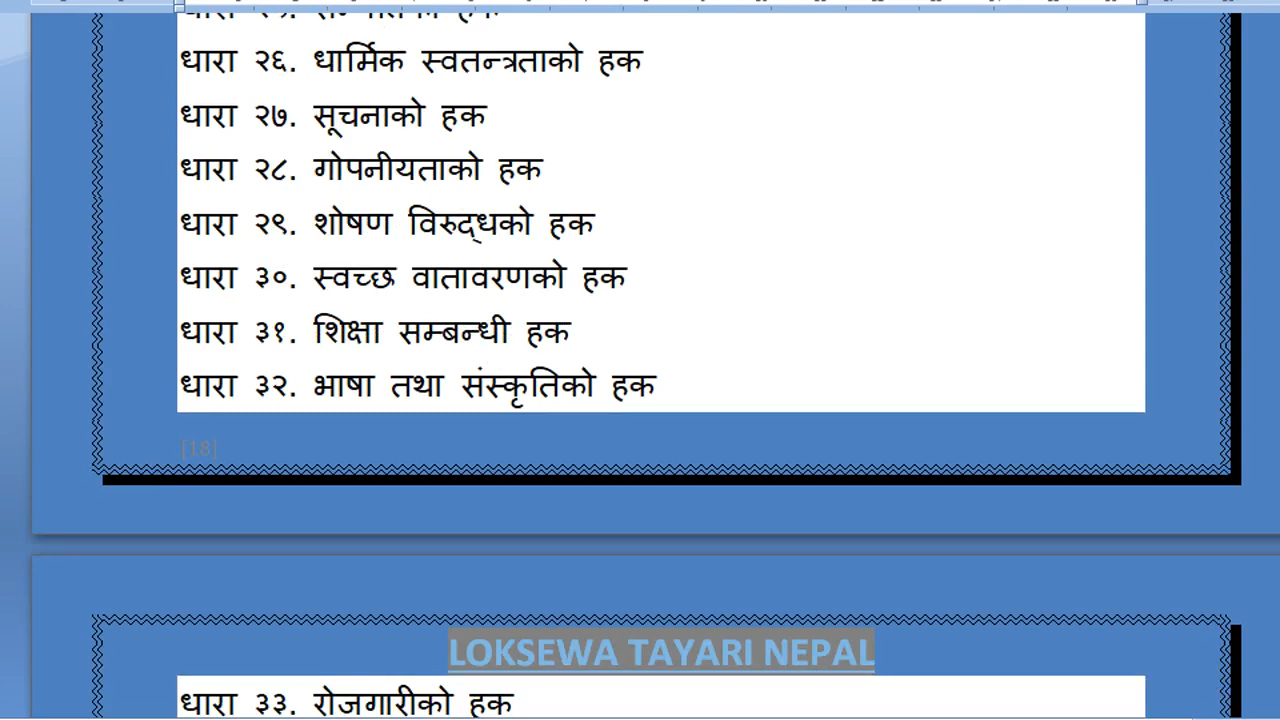 धारा २६. धार्मिक स्वतन्त्रताको हक
धारा २७. सूचनाको हक
धारा २८. गोपनीयताको हक
धारा २९. शोषण विरुद्धको हक
धारा ३०. स्वच्छ वातावरणको हक
धारा ३१. शिक्षा सम्बन्धी हक
धारा ३२. भाषा तथा संस्कृतिको हक
[18]
LOKSEWA TAYARI NEPAL
धारा ३३. रोजगारीको हक